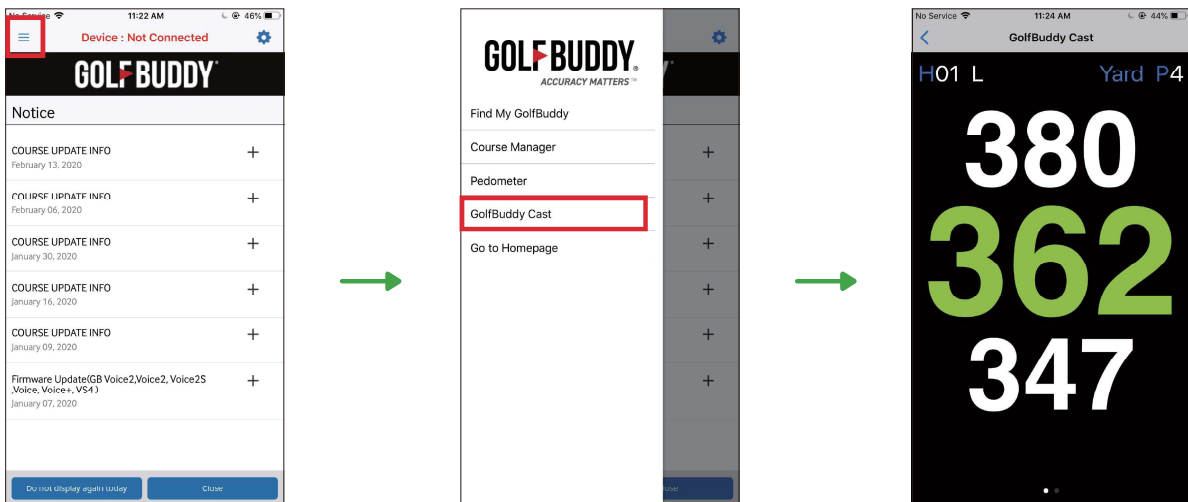 No Service 11:22 AM 46%
Device : Not Connected
GOLFBUDDY
Notice
COURSE UPDATE INFO
February 13, 2020
COURSE UPDATE INFO
February 06, 2020
COURSE UPDATE INFO
January 30, 2020
COURSE UPDATE INFO
January 16, 2020
COURSE UPDATE INFO
January 09, 2020
Firmware Update(GB Voice2,Voice2, Voice2S
,Voice, Voice+, VS4 )
January 07, 2020
Do not display again today Close
GOLFBUDDY®
ACCURACY MATTERS™
Find My GolfBuddy
Course Manager
Pedometer
GolfBuddy Cast
Go to Homepage
No Service 11:24 AM 44%
GolfBuddy Cast
H01 L Yard P4
380
362
347